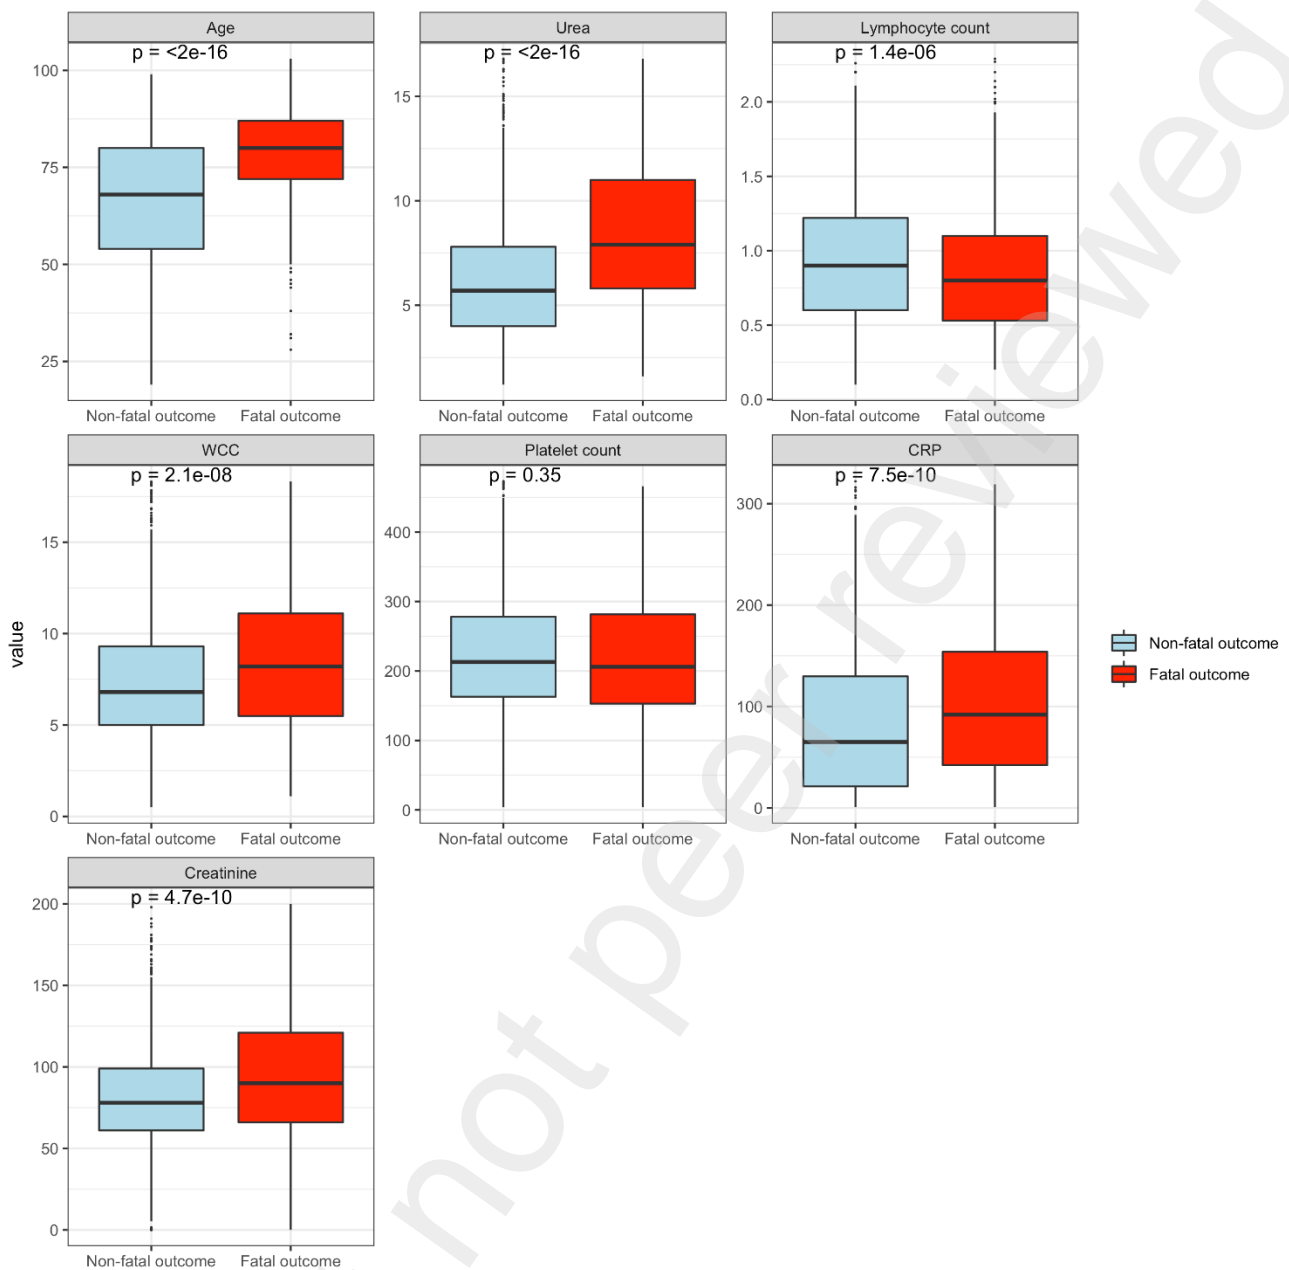 Age
Urea
Lymphocyte count
p = <2e-16
p = <2e-16
p = 1.4e-06
100
75
50
25
15
10
5
2.0
1.5
1.0
0.5
0.0
Non-fatal outcome
Fatal outcome
Non-fatal outcome
Fatal outcome
Non-fatal outcome
Fatal outcome
WCC
Platelet count
CRP
p = 2.1e-08
p = 0.35
p = 7.5e-10
value
15
10
5
0
400
300
200
100
0
300
200
100
0
Non-fatal outcome
Fatal outcome
Non-fatal outcome
Fatal outcome
Non-fatal outcome
Fatal outcome
Non-fatal outcome
Fatal outcome
Creatinine
p = 4.7e-10
200
150
100
50
0
Non-fatal outcome
Fatal outcome
not peer reviewed